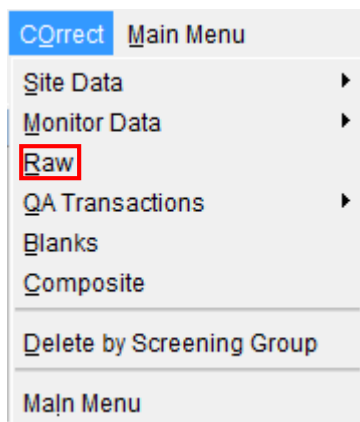 COrrect Main Menu
Site Data
Monitor Data
Raw
QA Transactions
Blanks
Composite
Delete by Screening Group
MaIn Menu